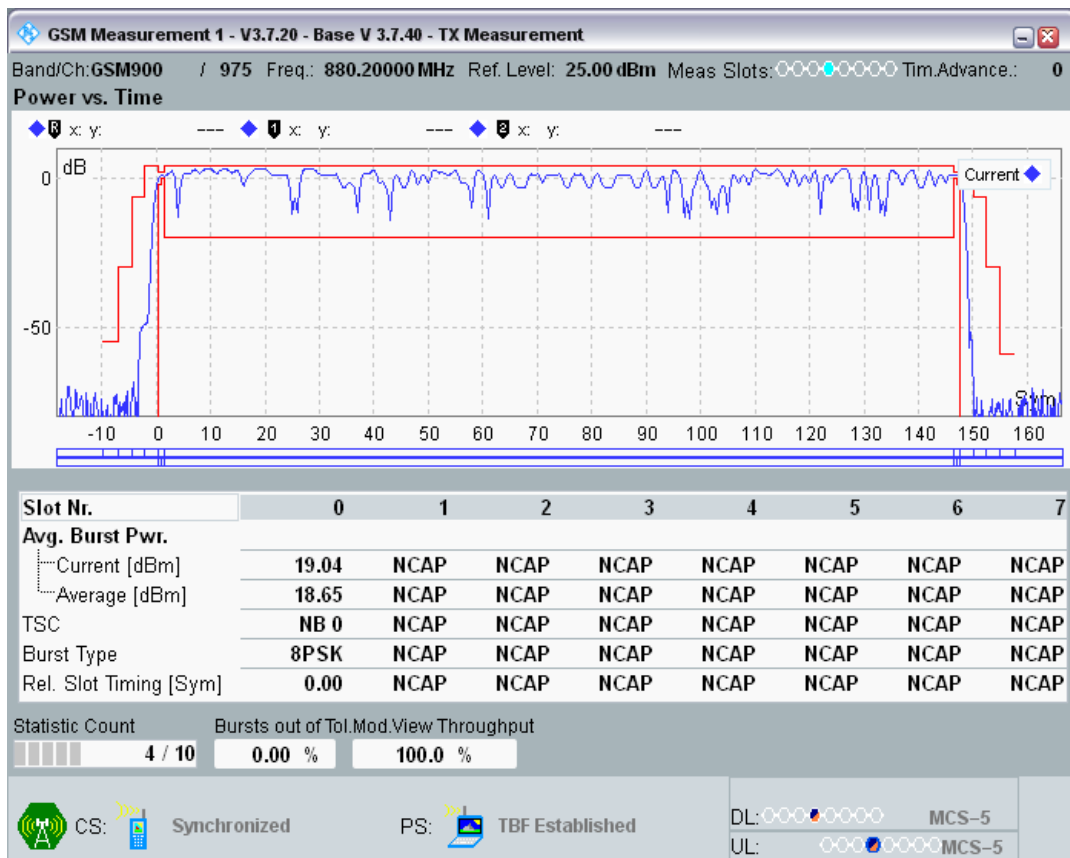 GSM Measurement 1 - V3.7.20 - Base V 3.7.40 - TX Measurement
Band/Ch:GSM900 / 975 Freq.: 880.20000 MHz Ref. Level: 25.00 dBm Meas Slots: Tim.Advance.: 0
Power vs. Time
R x: y: --- 1 x: y: --- 2 x: y: ---
dB
Current
0
-50
Sym
-10 0 10 20 30 40 50 60 70 80 90 100 110 120 130 140 150 160
Slot Nr. 0 1 2 3 4 5 6 7
Avg. Burst Pwr.
Current [dBm] 19.04 NCAP NCAP NCAP NCAP NCAP NCAP NCAP
Average [dBm] 18.65 NCAP NCAP NCAP NCAP NCAP NCAP NCAP
TSC NB 0 NCAP NCAP NCAP NCAP NCAP NCAP NCAP
Burst Type 8PSK NCAP NCAP NCAP NCAP NCAP NCAP NCAP
Rel. Slot Timing [Sym] 0.00 NCAP NCAP NCAP NCAP NCAP NCAP NCAP
Statistic Count Bursts out of Tol.Mod.View Throughput
4 / 10 0.00 % 100.0 %
CS: Synchronized PS: TBF Established
DL: MCS-5
UL: MCS-5